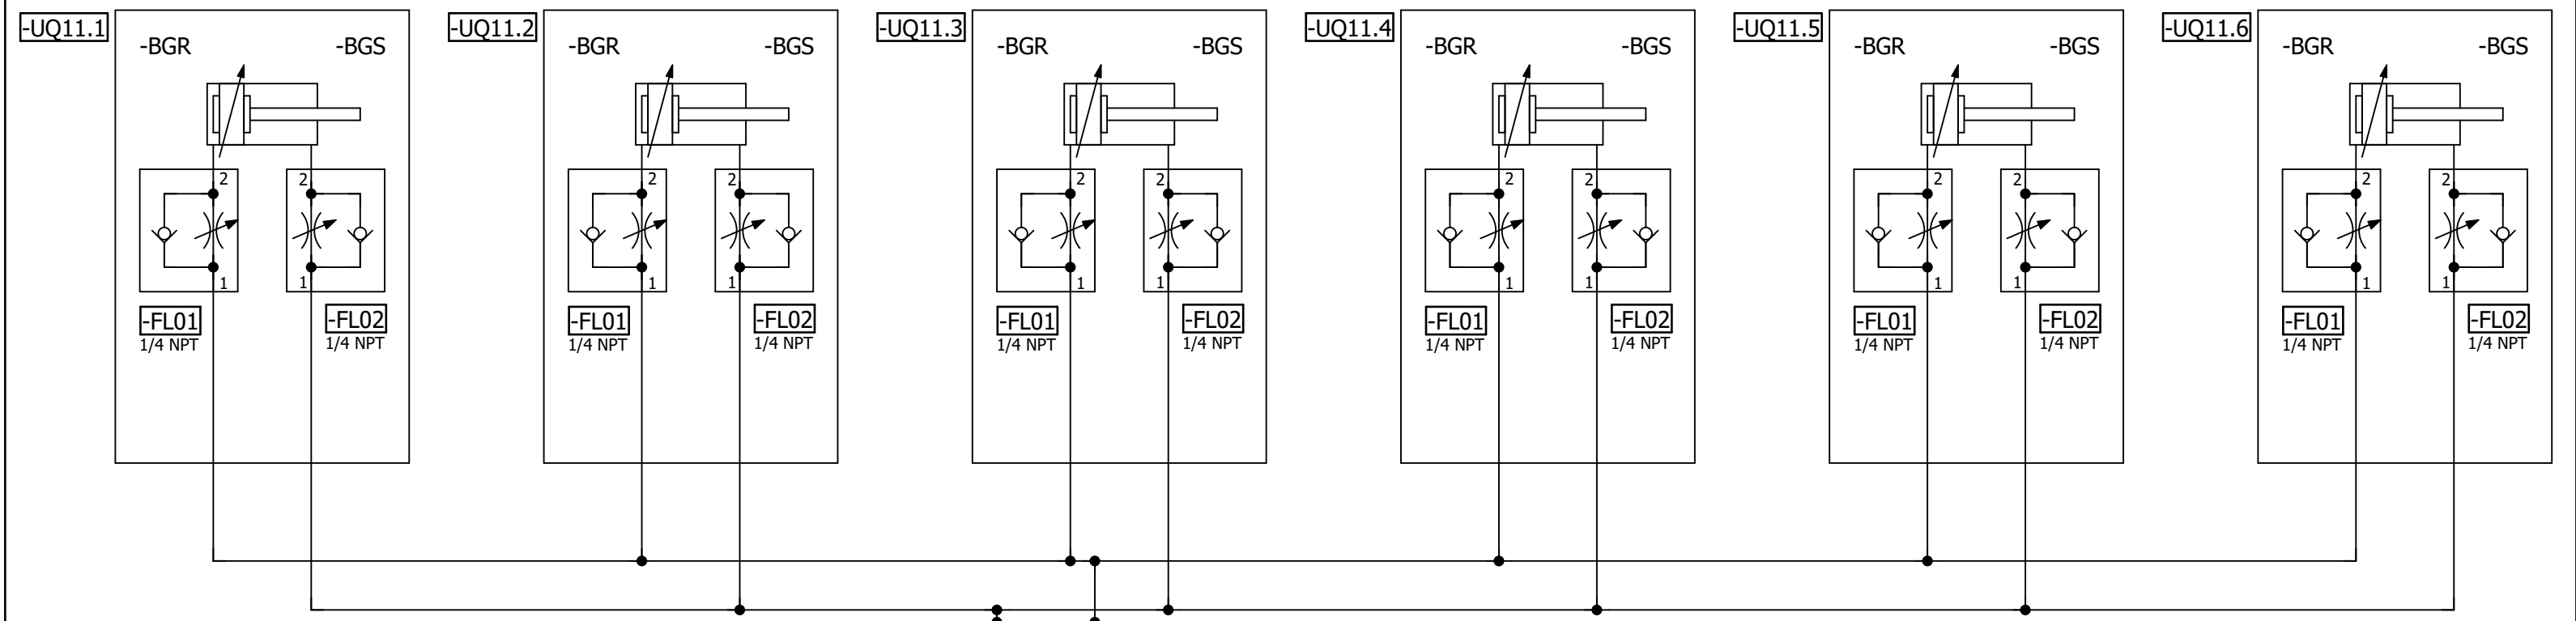 -UQ11.1
-BGR -BGS
2 2
1 1
-FL01 -FL02
1/4 NPT 1/4 NPT
-UQ11.2
-BGR -BGS
2 2
1 1
-FL01 -FL02
1/4 NPT 1/4 NPT
-UQ11.3
-BGR -BGS
2 2
1 1
-FL01 -FL02
1/4 NPT 1/4 NPT
-UQ11.4
-BGR -BGS
2 2
1 1
-FL01 -FL02
1/4 NPT 1/4 NPT
-UQ11.5
-BGR -BGS
2 2
1 1
-FL01 -FL02
1/4 NPT 1/4 NPT
-UQ11.6
-BGR -BGS
2 2
1 1
-FL01 -FL02
1/4 NPT 1/4 NPT